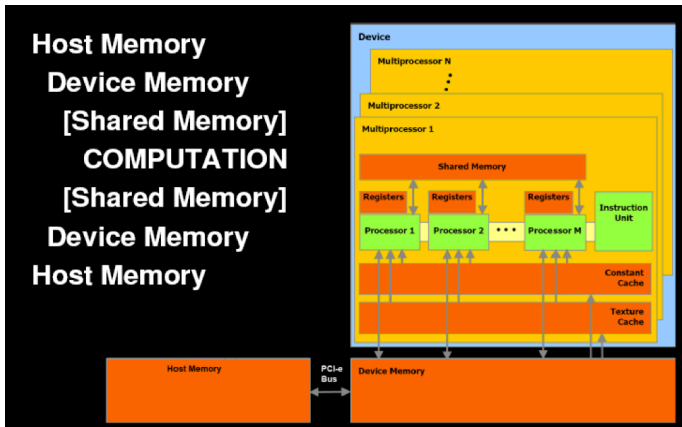 Host Memory
Device Memory
[Shared Memory]
COMPUTATION
[Shared Memory]
Device Memory
Host Memory
Device
Multiprocessor N
Multiprocessor 2
Multiprocessor 1
Shared Memory
Registers
Registers
Registers
Processor 1
Processor 2
Processor M
Instruction
Unit
Constant
Cache
Texture
Cache
Host Memory
PCI-e
Bus
Device Memory